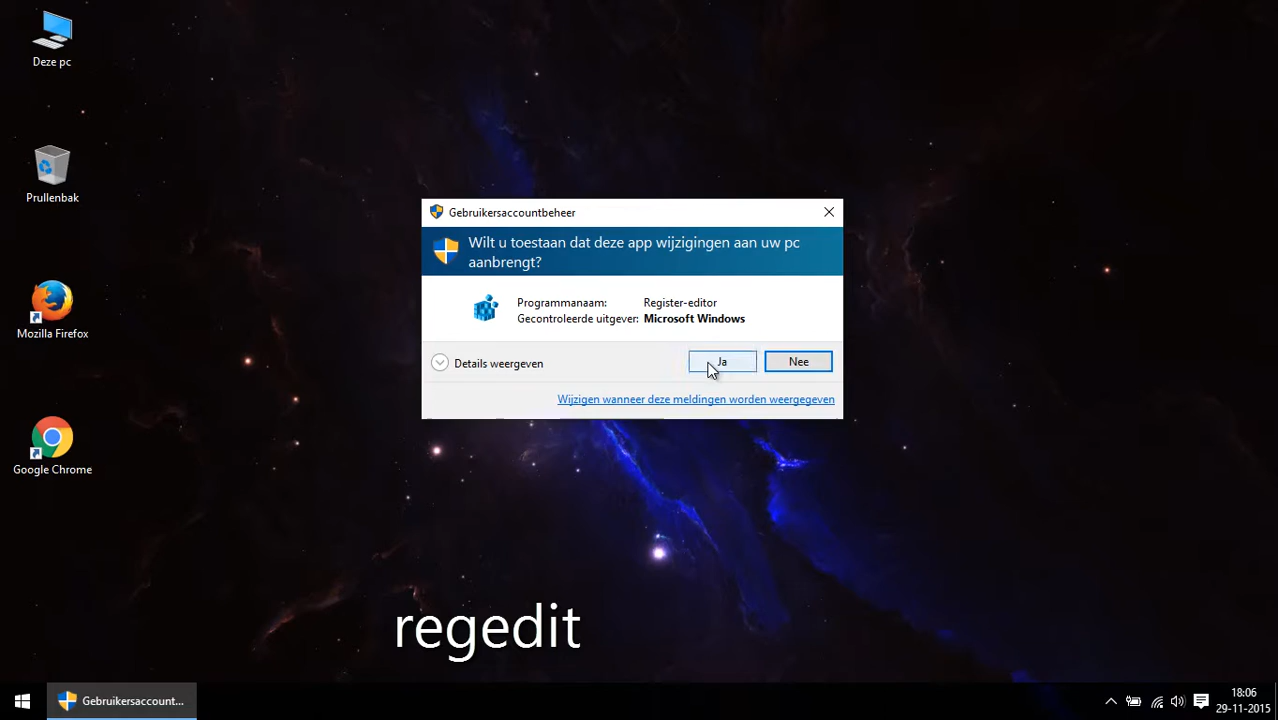 Deze pc
Prullenbak
Microsoft Firefox
Google Chrome
Gebruikersaccountbeheer
Wilt u toestaan dat deze app wijzigingen aan uw pc
aanbrengt?
Programmanaam: Register-editor
Gecontroleerde uitgever: Microsoft Windows
Details weergeven
Ja
Nee
Wijzigen wanneer deze meldingen worden weergegeven
regedit
Gebruikersaccount...
18:06
29-11-2015